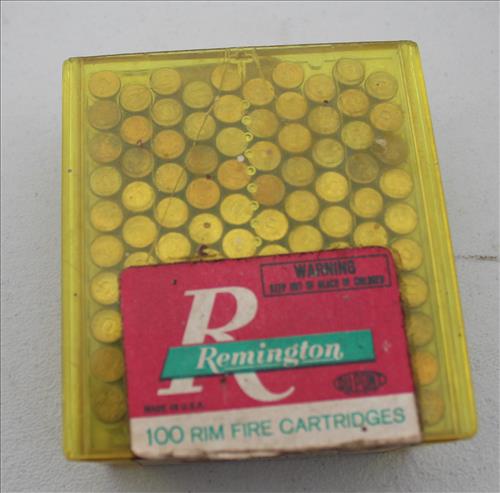 WARNING
KEEP OUT OF REACH OF CHILDREN
R
Remington
DU PONT
MADE IN U.S.A.
100 RIM FIRE CARTRIDGES